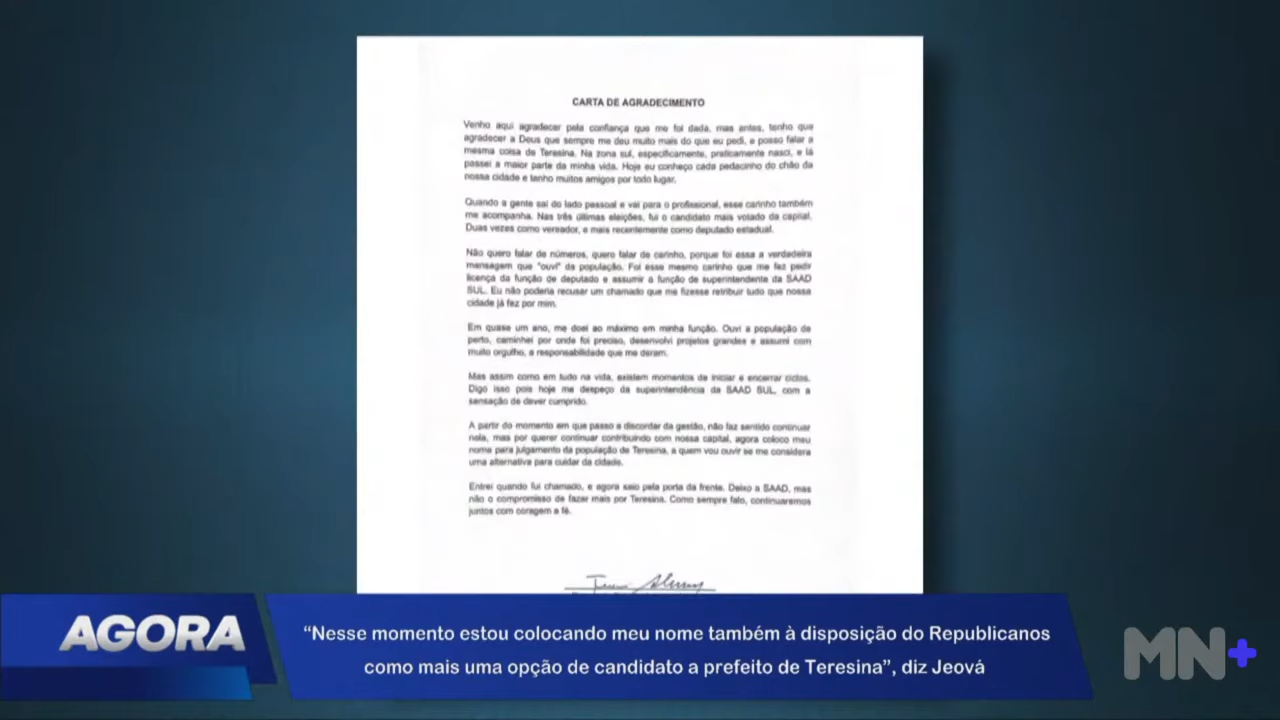 CARTA DE AGRADECIMENTO
Venho aqui agradecer pela confiança que me foi dada, mas antes, tenho que
agradecer a Deus que sempre me deu muito mais do que eu pedi, e posso falar a
mesma coisa de Teresina. Na zona sul, especificamente, praticamente nasci, e lá
passei a maior parte da minha vida. Hoje eu conheço cada pedacinho do chão da
nossa cidade e tenho muitos amigos por todo lugar.
Quando a gente sai do lado pessoal e vai para o profissional, esse carinho também
me acompanha. Nas três últimas eleições, fui o candidato mais votado da capital.
Duas vezes como vereador, e mais recentemente como deputado estadual.
Não quero falar de números, quero falar de carinho, porque foi essa a verdadeira
mensagem que "ouvi" da população. Foi esse mesmo carinho que me fez pedir
licença da função de deputado e assumir a função de superintendente da SAAD
SUL. Eu não poderia recusar um chamado que me fizesse retribuir tudo que nossa
cidade já fez por mim.
Em quase um ano, me doei ao máximo em minha função. Ouvi a população de
perto, caminhei por onde foi preciso, desenvolvi projetos grandes e assumi com
muito orgulho, a responsabilidade que me deram.
Mas assim como em tudo na vida, existem momentos de iniciar e encerrar ciclos.
Digo isso pois hoje me despeço da superintendência da SAAD SUL, com a
sensação de dever cumprido.
A partir do momento em que passo a discordar da gestão, não faz sentido continuar
nela, mas por querer continuar contribuindo com nossa capital, agora coloco meu
nome para julgamento da população de Teresina, a quem vou ouvir se me considera
uma alternativa para cuidar da cidade.
Entrei quando fui chamado, e agora saio pela porta da frente. Deixo a SAAD, mas
não o compromisso de fazer mais por Teresina. Como sempre falo, continuaremos
juntos com coragem e fé.
AGORA
“Nesse momento estou colocando meu nome também à disposição do Republicanos
como mais uma opção de candidato a prefeito de Teresina”, diz Jeová
MN+